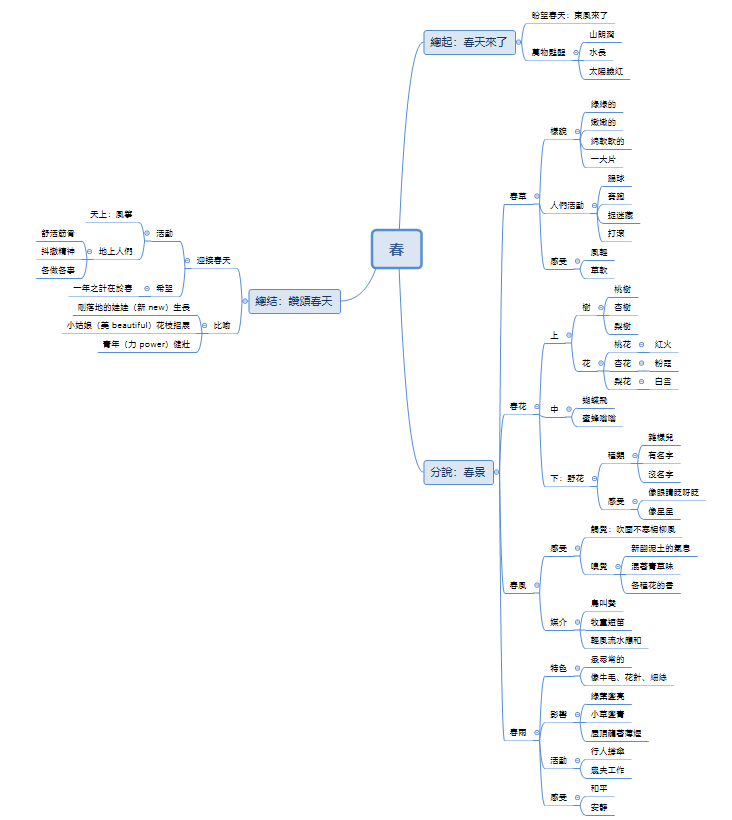 春
總起：春天來了
盼望春天：東風來了
萬物甦醒
山朗潤
水長
太陽臉紅
分說：春景
春草
樣貌
綠綠的
嫩嫩的
綿軟軟的
一大片
人們活動
踢球
賽跑
捉迷藏
打滾
感受
風輕
草軟
春花
上
樹
桃樹
杏樹
梨樹
花
桃花
紅火
杏花
粉霞
梨花
白雪
中
蝴蝶飛
蜜蜂嗡嗡
下：野花
種類
雜樣兒
有名字
沒名字
感受
像眼睛眨呀眨
像星星
春風
感受
觸覺：吹面不寒楊柳風
嗅覺
新翻泥土的氣息
混著青草味
各種花的香
媒介
鳥叫聲
牧童短笛
輕風流水應和
春雨
特色
最尋常的
像牛毛、花針、細絲
影響
綠葉變亮
小草變青
屋頂籠著薄煙
活動
行人撐傘
農夫工作
感受
和平
安靜
總結：讚頌春天
迎接春天
活動
天上：風箏
地上人們
舒活筋骨
抖擻精神
各做各事
希望
一年之計在於春
比喻
剛落地的娃娃（新 new）生長
小姑娘（美 beautiful）花枝招展
青年（力 power）健壯